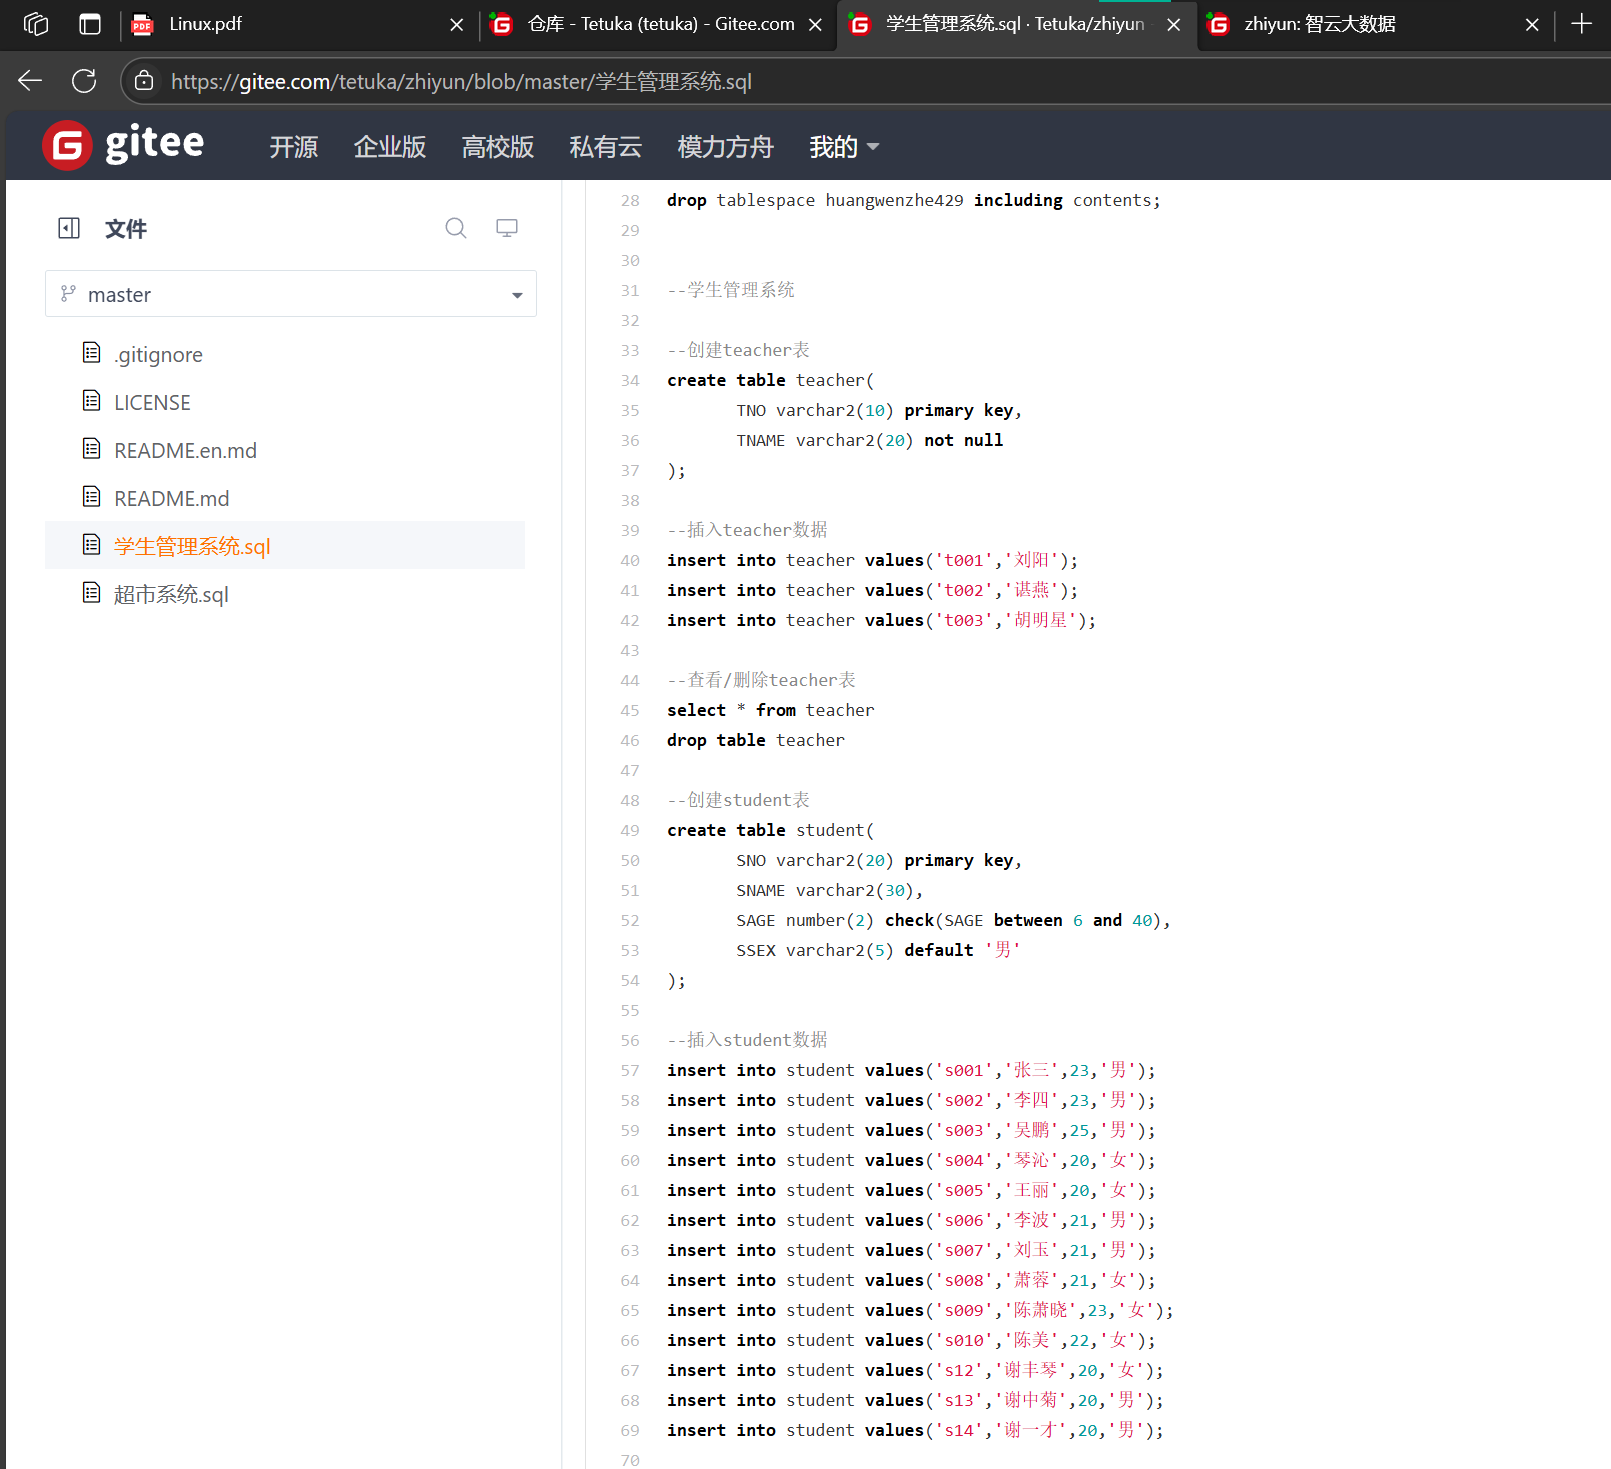 Linux.pdf
仓库 - Tetuka (tetuka) - Gitee.com
学生管理系统.sql · Tetuka/zhiyun -
zhiyun: 智云大数据
https://gitee.com/tetuka/zhiyun/blob/master/学生管理系统.sql
gitee 开源 企业版 高校版 私有云 模力方舟 我的
文件
master
.gitignore
LICENSE
README.en.md
README.md
学生管理系统.sql
超市系统.sql
28 drop tablespace huangwenzhe429 including contents;
29
30
31 --学生管理系统
32
33 --创建teacher表
34 create table teacher(
35 TNO varchar2(10) primary key,
36 TNAME varchar2(20) not null
37 );
38
39 --插入teacher数据
40 insert into teacher values('t001','刘阳');
41 insert into teacher values('t002','谌燕');
42 insert into teacher values('t003','胡明星');
43
44 --查看/删除teacher表
45 select * from teacher
46 drop table teacher
47
48 --创建student表
49 create table student(
50 SNO varchar2(20) primary key,
51 SNAME varchar2(30),
52 SAGE number(2) check(SAGE between 6 and 40),
53 SSEX varchar2(5) default '男'
54 );
55
56 --插入student数据
57 insert into student values('s001','张三',23,'男');
58 insert into student values('s002','李四',23,'男');
59 insert into student values('s003','吴鹏',25,'男');
60 insert into student values('s004','琴沁',20,'女');
61 insert into student values('s005','王丽',20,'女');
62 insert into student values('s006','李波',21,'男');
63 insert into student values('s007','刘玉',21,'男');
64 insert into student values('s008','萧蓉',21,'女');
65 insert into student values('s009','陈萧晓',23,'女');
66 insert into student values('s010','陈美',22,'女');
67 insert into student values('s12','谢丰琴',20,'女');
68 insert into student values('s13','谢中菊',20,'男');
69 insert into student values('s14','谢一才',20,'男');
70